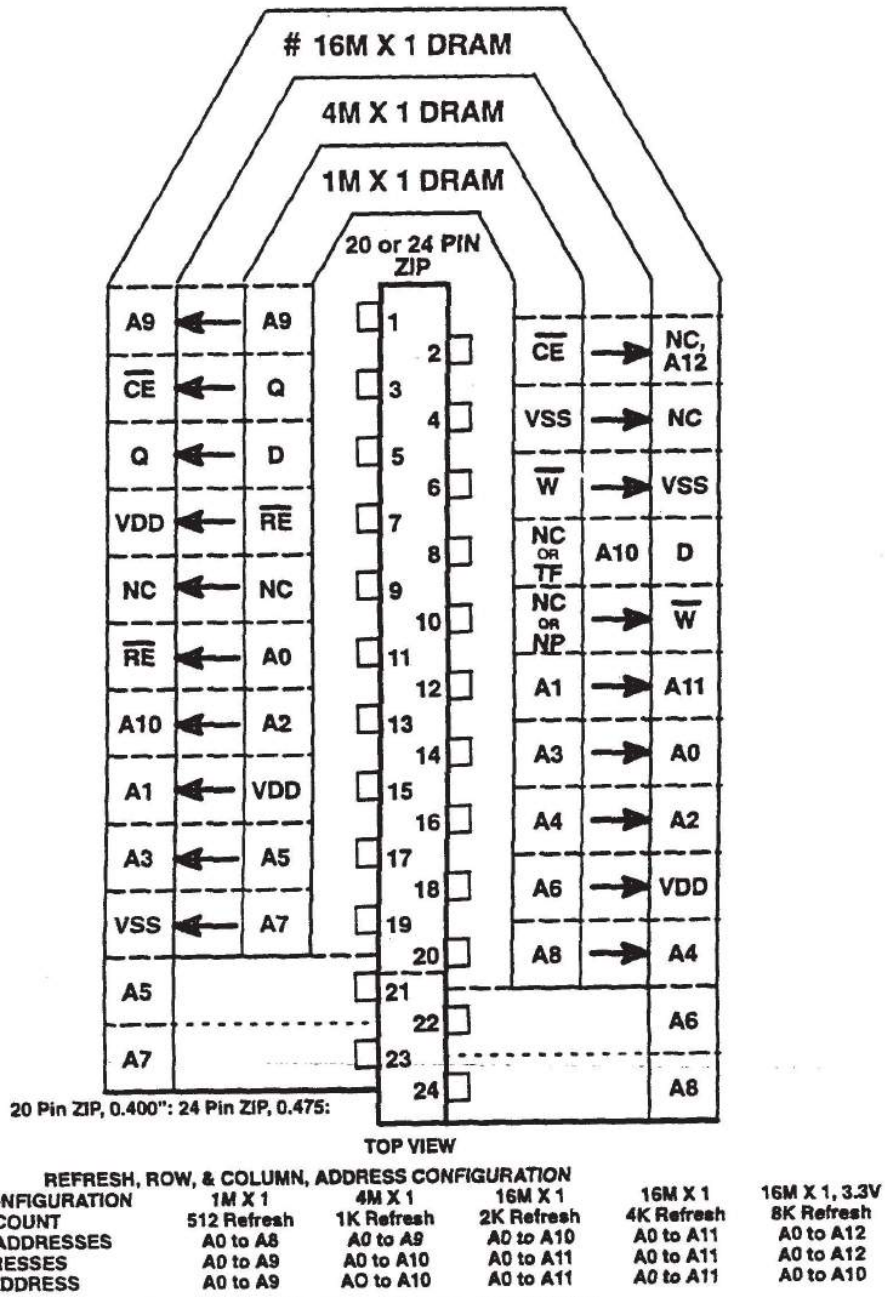 # 16M X 1 DRAM
4M X 1 DRAM
1M X 1 DRAM
20 or 24 PIN
ZIP
A9 A9 1
2 CE NC,
A12
CE Q 3
4 VSS NC
Q D 5
6 W VSS
VDD RE 7
8 NC
OR
TF A10 D
NC NC 9
10 NC
OR
NP W
RE A0 11
12 A1 A11
A10 A2 13
14 A3 A0
A1 VDD 15
16 A4 A2
A3 A5 17
18 A6 VDD
VSS A7 19
20 A8 A4
A5 21
22 A6
A7 23
24 A8
20 Pin ZIP, 0.400": 24 Pin ZIP, 0.475:
TOP VIEW
REFRESH, ROW, & COLUMN, ADDRESS CONFIGURATION
NFIGURATION 1M X 1 4M X 1 16M X 1 16M X 1 16M X 1, 3.3V
COUNT 512 Refresh 1K Refresh 2K Refresh 4K Refresh 8K Refresh
ADDRESSES A0 to A8 A0 to A9 A0 to A10 A0 to A11 A0 to A12
RESSES A0 to A9 A0 to A10 A0 to A11 A0 to A11 A0 to A12
DDRESS A0 to A9 AO to A10 A0 to A11 A0 to A11 A0 to A10